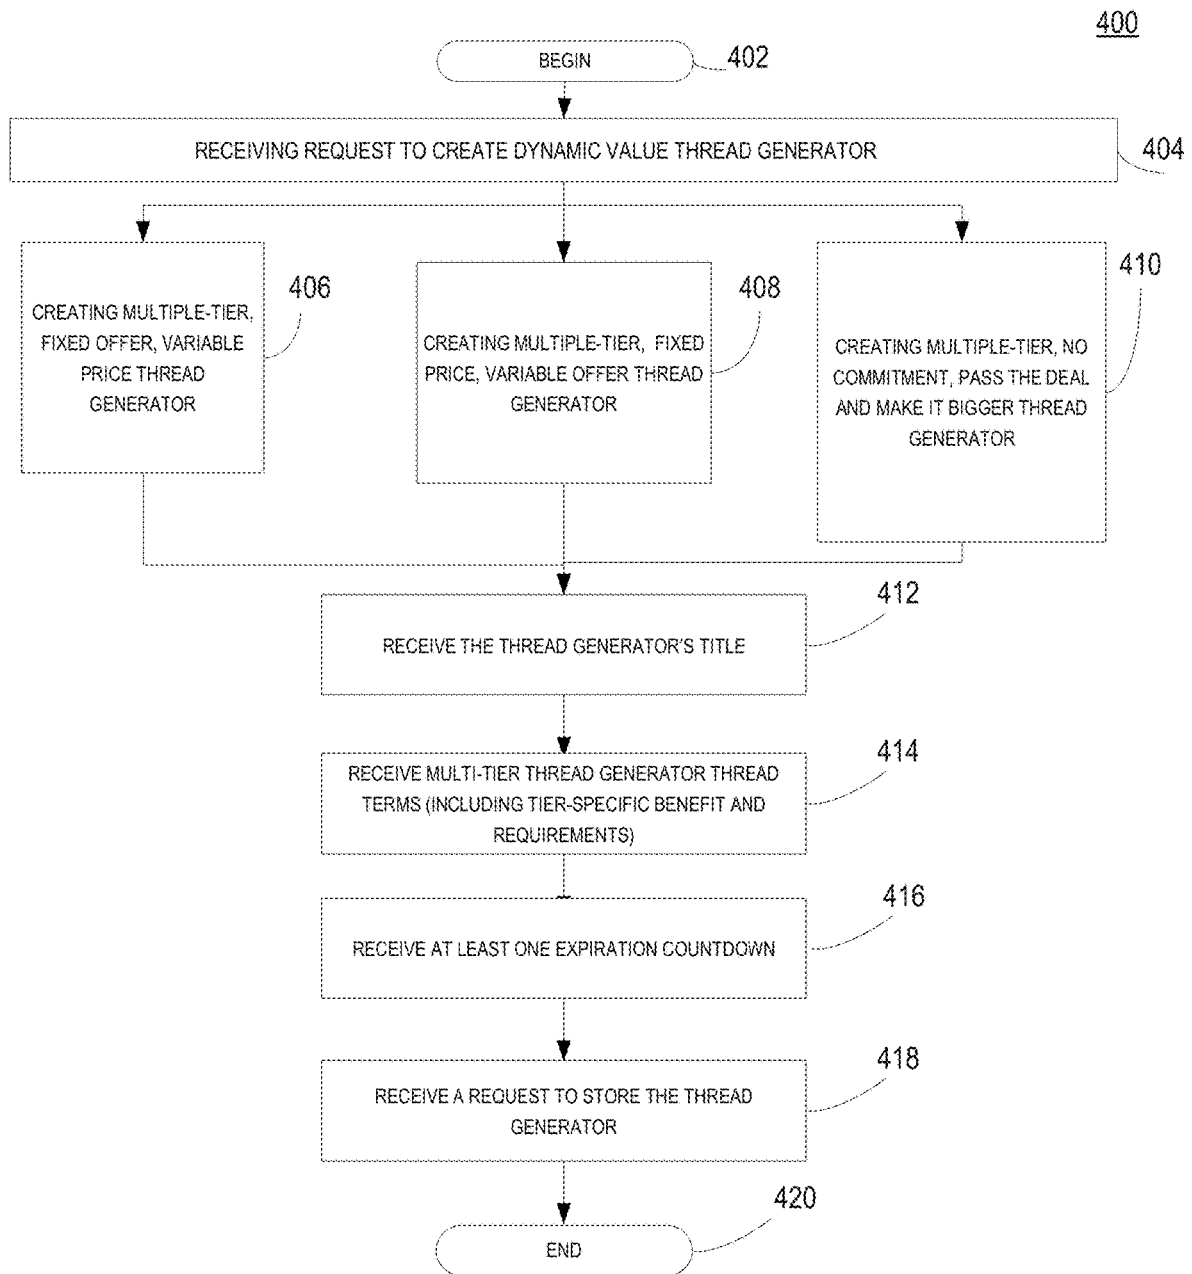 400
BEGIN
402
RECEIVING REQUEST TO CREATE DYNAMIC VALUE THREAD GENERATOR
404
CREATING MULTIPLE-TIER,
FIXED OFFER, VARIABLE
PRICE THREAD
GENERATOR
406
CREATING MULTIPLE-TIER, FIXED
PRICE, VARIABLE OFFER THREAD
GENERATOR
408
CREATING MULTIPLE-TIER, NO
COMMITMENT, PASS THE DEAL
AND MAKE IT BIGGER THREAD
GENERATOR
410
RECEIVE THE THREAD GENERATOR'S TITLE
412
RECEIVE MULTI-TIER THREAD GENERATOR THREAD
TERMS (INCLUDING TIER-SPECIFIC BENEFIT AND
REQUIREMENTS)
414
RECEIVE AT LEAST ONE EXPIRATION COUNTDOWN
416
RECEIVE A REQUEST TO STORE THE THREAD
GENERATOR
418
END
420